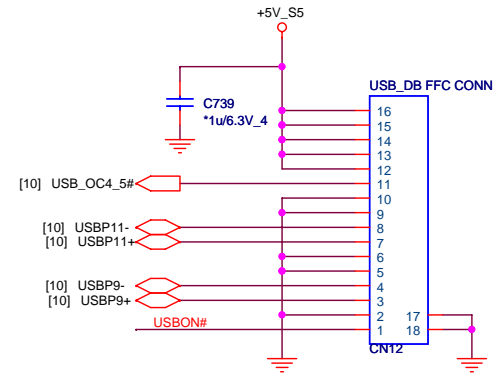 +5V_S5
USB_DB FFC CONN
C739
*1u/6.3V_4
16
15
14
13
12
[10] USB_OC4_5# 11
10
9
[10] USBP11- 8
[10] USBP11+ 7
6
5
[10] USBP9- 4
[10] USBP9+ 3
2 17
USBON# 1 18
CN12